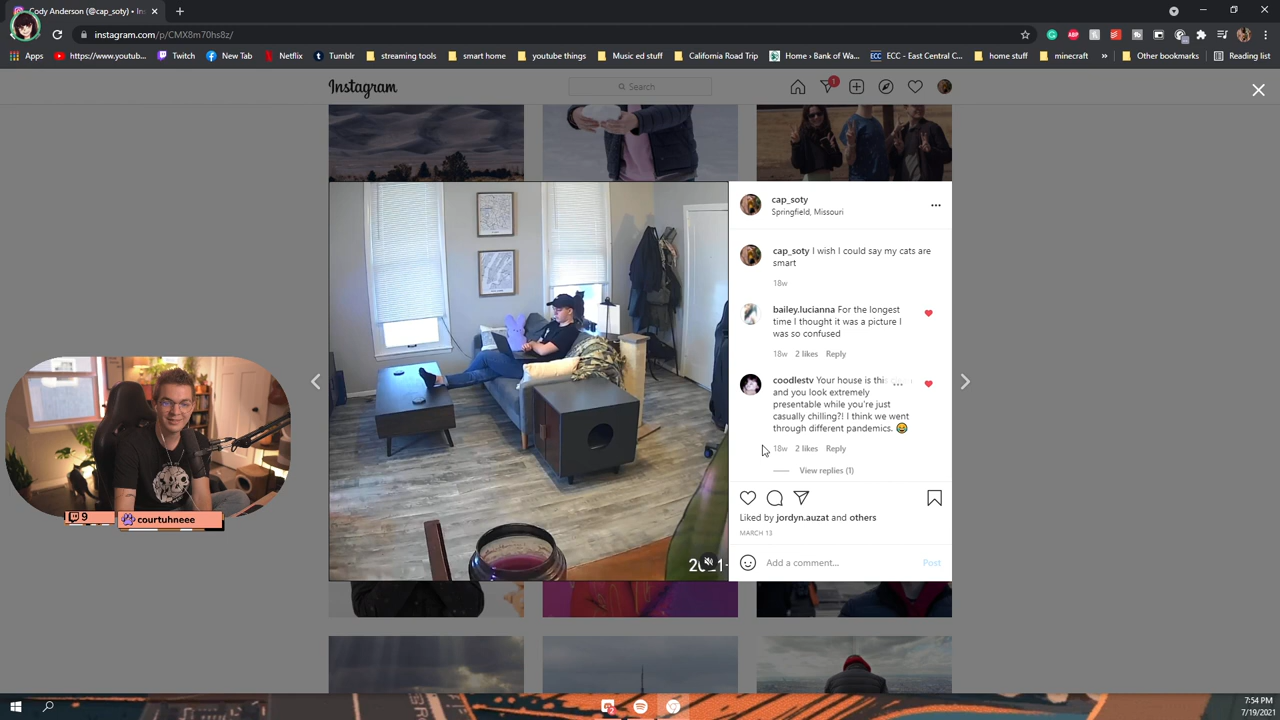 Cody Anderson (@cap_soty) • In
instagram.com/p/CMX8m70hs8z/
Apps
https://www.youtub...
Netflix
Tumblr
streaming tools
smart home
youtube things
Music ed stuff
California Road Trip
Home › Bank of Wa...
Twitch
New Tab
ECC - East Central C...
home stuff
minecraft
»
Other bookmarks
Reading list
Instagram
Search
1
cap_soty
Springfield, Missouri
cap_soty I wish I could say my cats are
smart
18w
bailey.lucianna For the longest
time I thought it was a picture I
was so confused
18w 2 likes Reply
coodlestv Your house is thi
and you look extremely
presentable while you're just
casually chilling?! I think we went
through different pandemics. 😂
18w 2 likes Reply
View replies (1)
Liked by jordyn.auzat and others
MARCH 13
Add a comment...
Post
9
courtuhneee
7:54 PM
7/19/2021